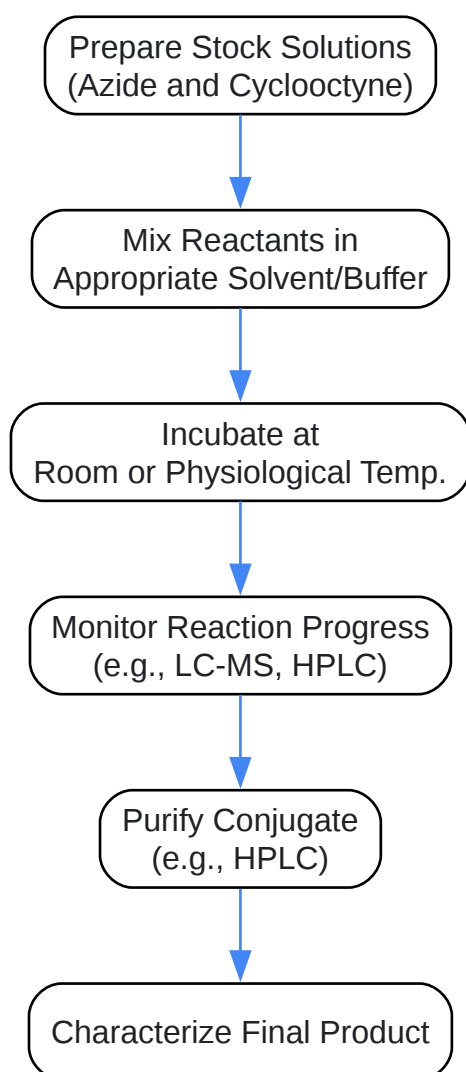 Prepare Stock Solutions
(Azide and Cyclooctyne)
Mix Reactants in
Appropriate Solvent/Buffer
Incubate at
Room or Physiological Temp.
Monitor Reaction Progress
(e.g., LC-MS, HPLC)
Purify Conjugate
(e.g., HPLC)
Characterize Final Product